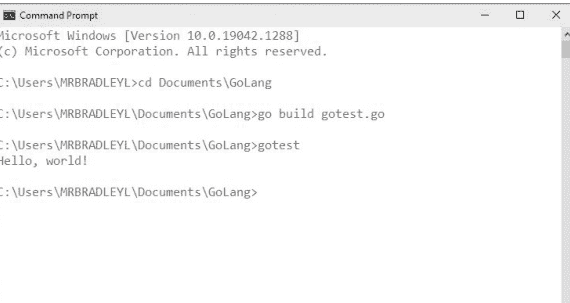 Command Prompt
Microsoft Windows [Version 10.0.19042.1288]
(c) Microsoft Corporation. All rights reserved.
C:\Users\MRBRADLEYL>cd Documents\GoLang
C:\Users\MRBRADLEYL\Documents\GoLang>go build gotest.go
C:\Users\MRBRADLEYL\Documents\GoLang>gotest
Hello, world!
C:\Users\MRBRADLEYL\Documents\GoLang>